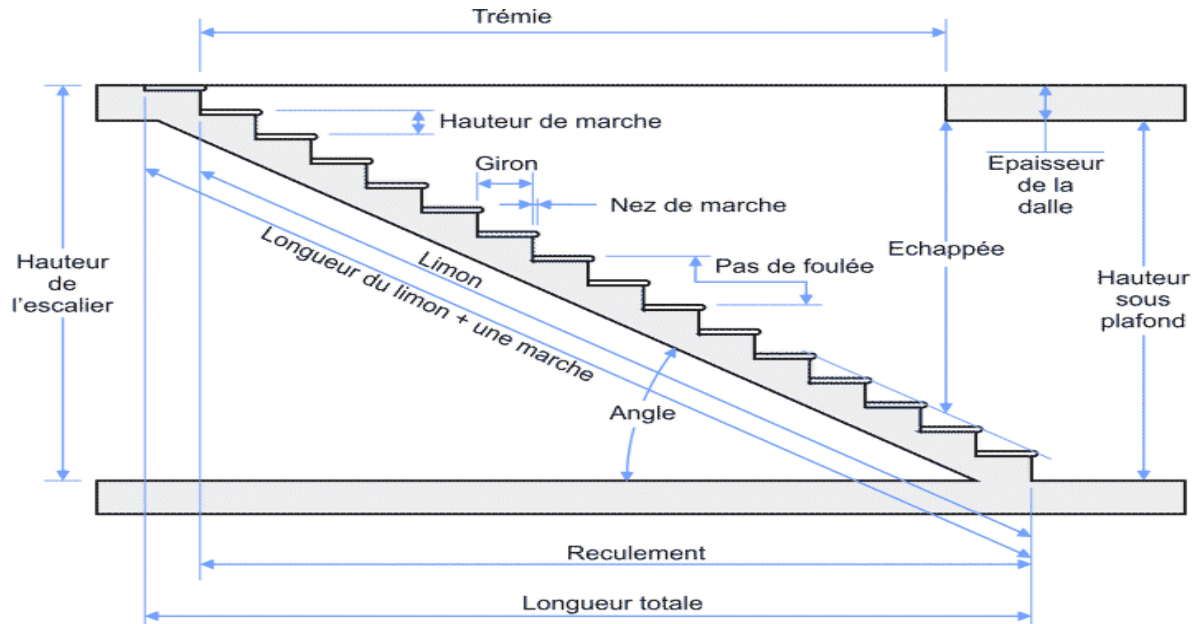 Trémie
Hauteur de marche
Giron
Nez de marche
Epaisseur
de la
dalle
Echappée
Pas de foulée
Hauteur
de
l'escalier
Hauteur
sous
plafond
Limon
Longueur du limon + une marche
Angle
Reculement
Longueur totale